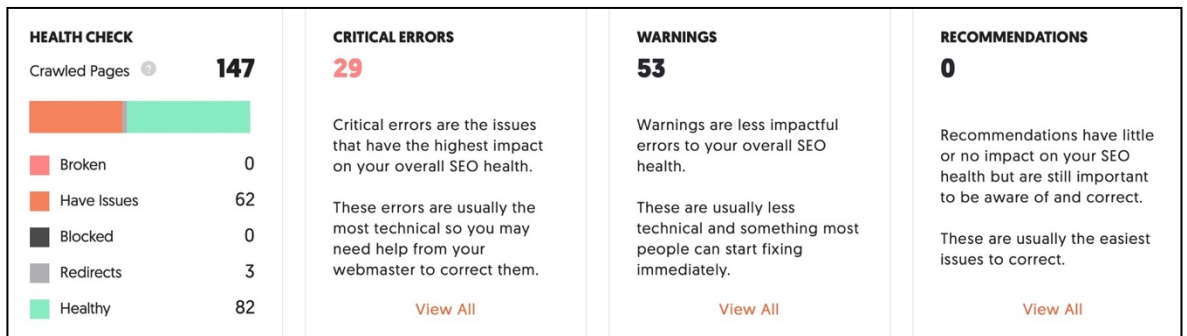 HEALTH CHECK
Crawled Pages ? 147
Broken 0
Have Issues 62
Blocked 0
Redirects 3
Healthy 82
CRITICAL ERRORS
29
Critical errors are the issues
that have the highest impact
on your overall SEO health.
These errors are usually the
most technical so you may
need help from your
webmaster to correct them.
View All
WARNINGS
53
Warnings are less impactful
errors to your overall SEO
health.
These are usually less
technical and something most
people can start fixing
immediately.
View All
RECOMMENDATIONS
0
Recommendations have little
or no impact on your SEO
health but are still important
to be aware of and correct.
These are usually the easiest
issues to correct.
View All